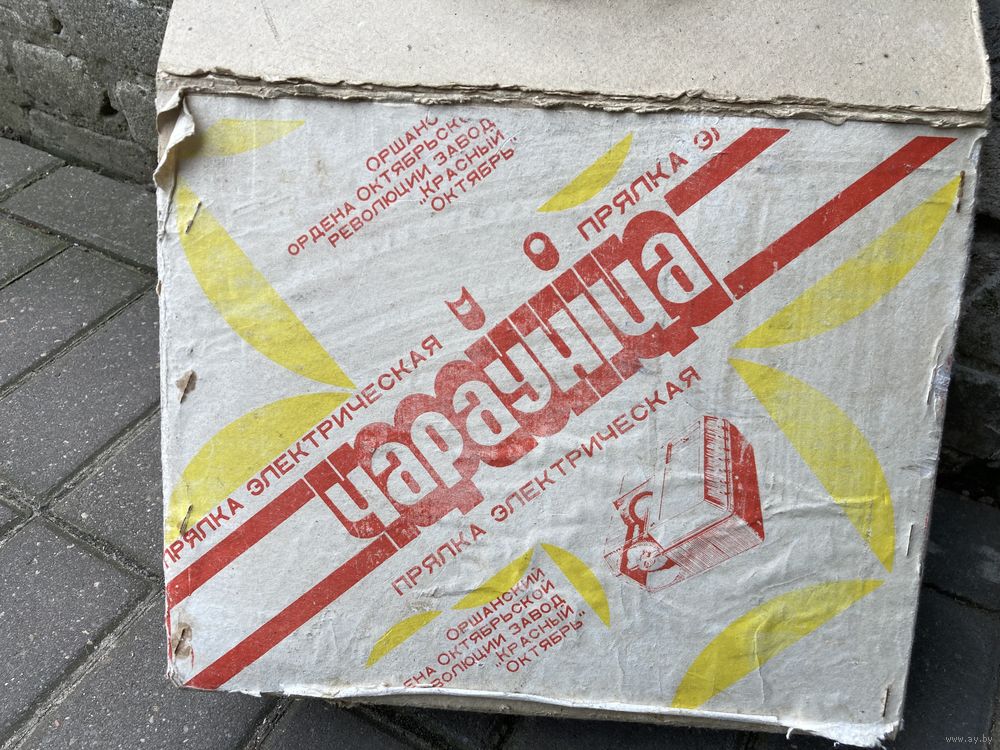 ОРШАНС
ОРДЕНА ОКТЯБРЬСКО
РЕВОЛЮЦИИ ЗАВОД
"КРАСНЫЙ
ОКТЯБРЬ"
ПРЯЛКА Э
ПРЯЛКА ЭЛЕКТРИЧЕСКАЯ
чараўніца
ПРЯЛКА ЭЛЕКТРИЧЕСКАЯ
ОРШАНСКИЙ
ЕНА ОКТЯБРЬСКОЙ
ВОЛЮЦИИ ЗАВОД
"КРАСНЫЙ
ОКТЯБРЬ"
www.ay.by